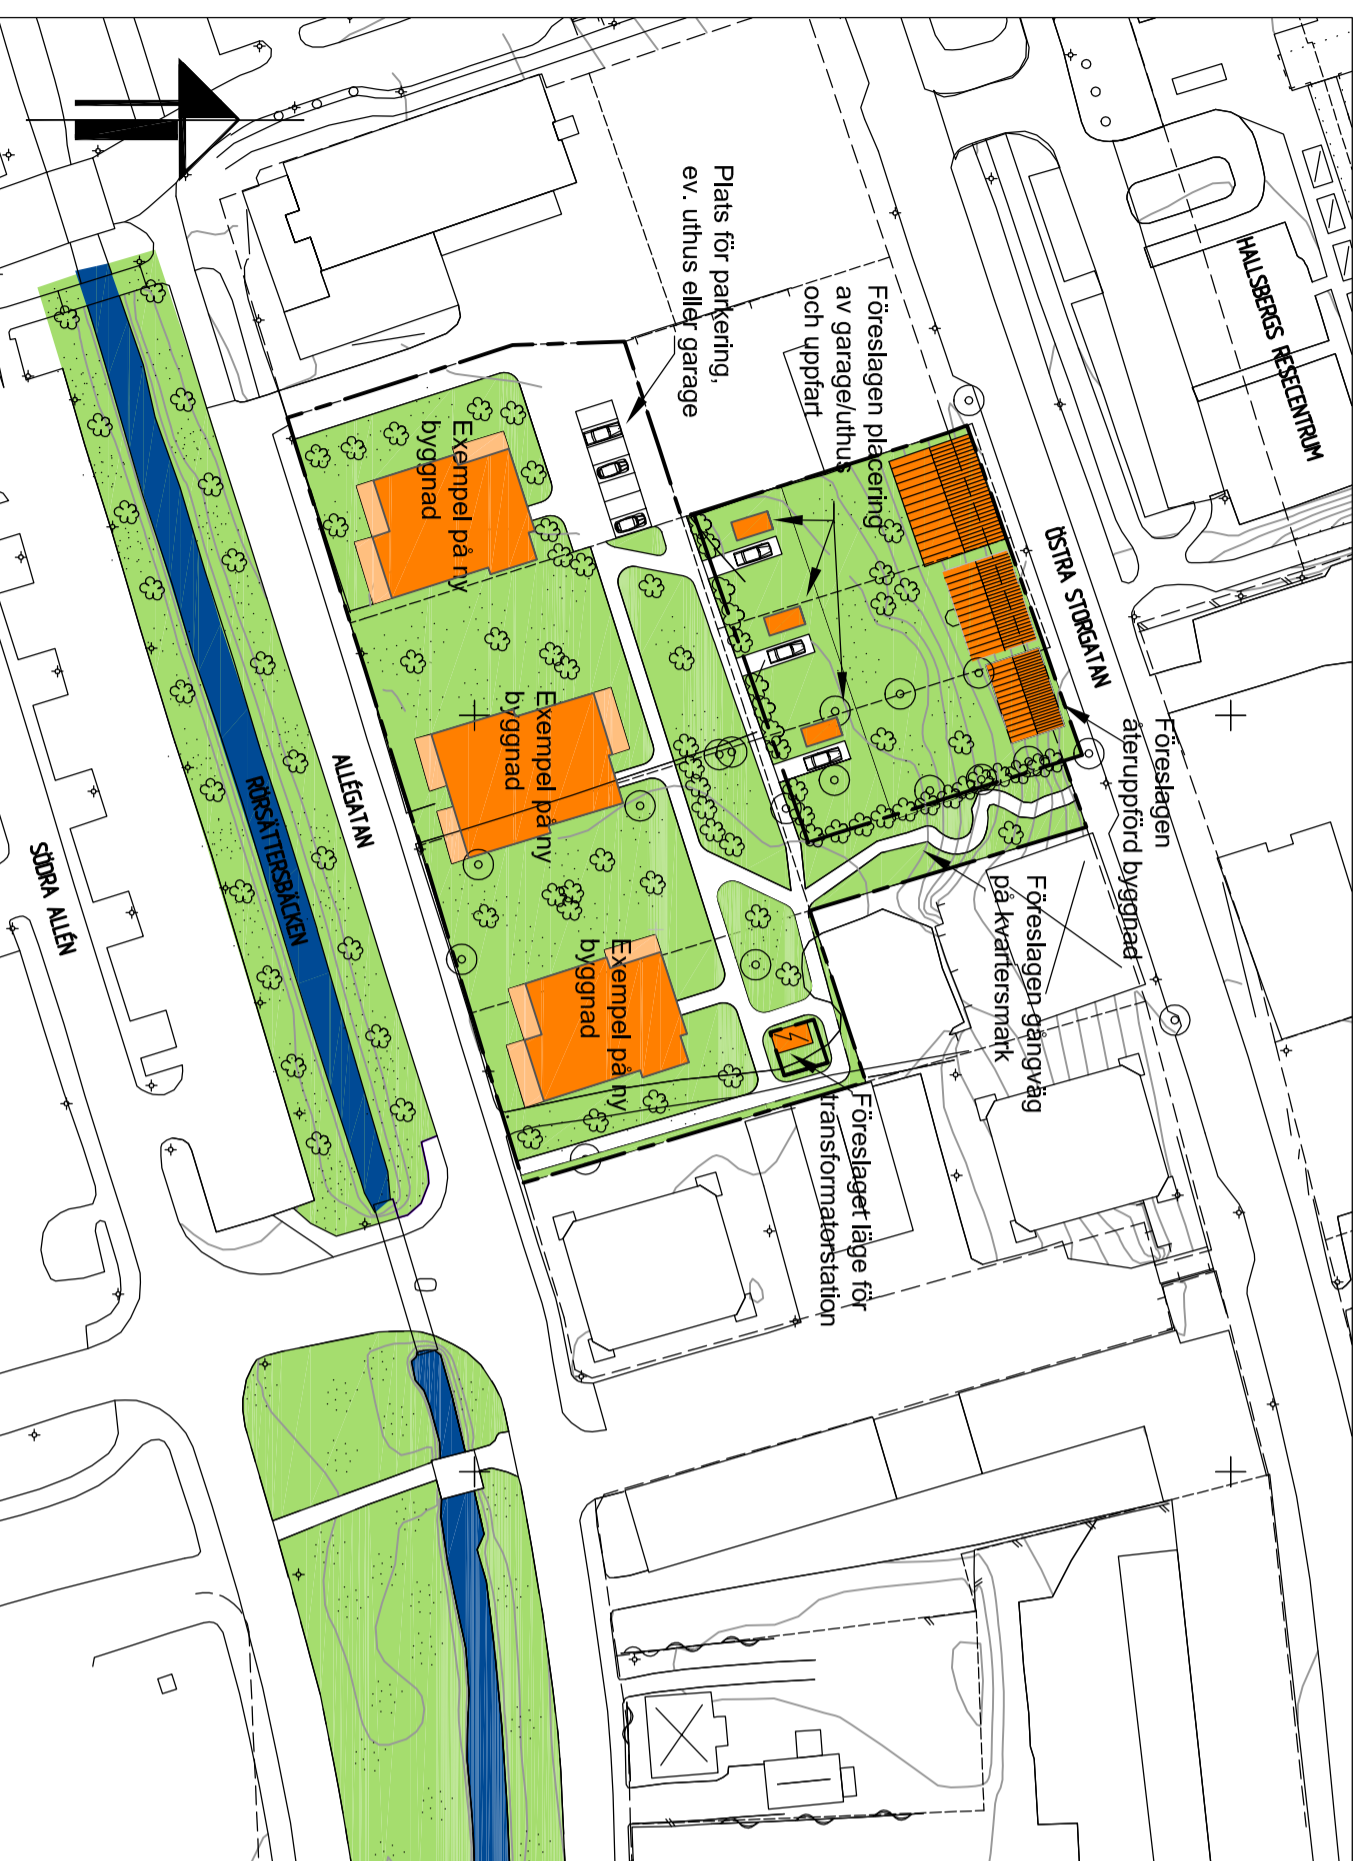 HALLSBERGS RESECENTRUM
ÖSTRA STORGATAN
Föreslagen
återuppförd byggnad
Föreslagen placering
av garage/uthus
och uppfart
Plats för parkering,
ev. uthus eller garage
Föreslagen gångväg
på kvartersmark
Föreslaget läge för
transformatorstation
Exempel på ny
byggnad
Exempel på ny
byggnad
Exempel på ny
byggnad
ALLÉGATAN
RÖRSÄTTERSBÄCKEN
SÖDRA ALLÉN